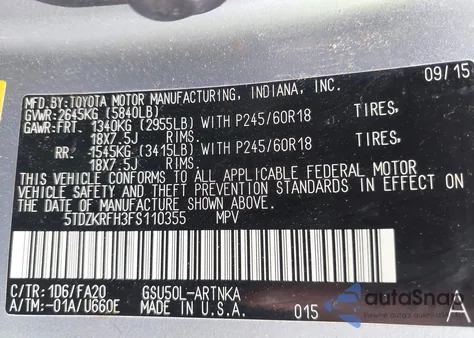 MFD.BY:TOYOTA MOTOR MANUFACTURING, INDIANA, INC. 09/15
GVWR:2645KG (5840LB)
GAWR:FRT. 1340KG (2955LB) WITH P245/60R18 TIRES,
18X7.5J RIMS.
RR. 1545KG (3415LB) WITH P245/60R18 TIRES,
18X7.5J RIMS.
THIS VEHICLE CONFORMS TO ALL APPLICABLE FEDERAL MOTOR
VEHICLE SAFETY AND THEFT PREVENTION STANDARDS IN EFFECT ON
THE DATE OF MANUFACTURE SHOWN ABOVE.
5TDZKRFH3FS110355 MPV
C/TR:1D6/FA20 GSU50L-ARTNKA
A/TM:-01A/U660E MADE IN U.S.A. 015 A
autoSnap